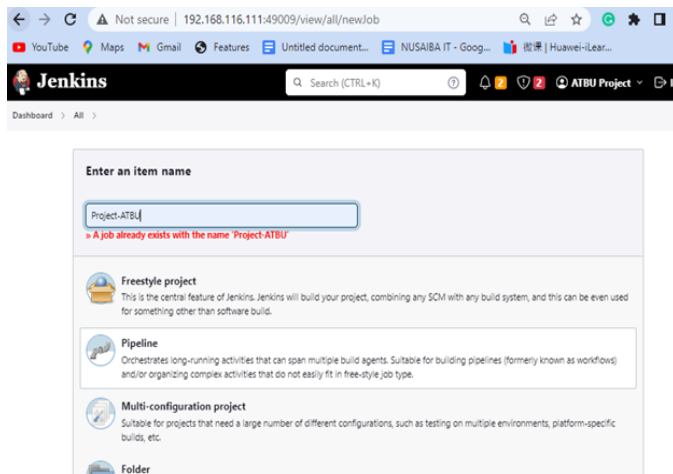 Not secure | 192.168.116.111:49009/view/all/newJob
YouTube Maps Gmail Features Untitled document... NUSAIBA IT - Goog... 微课 | Huawei-iLear...
Jenkins Search (CTRL+K) ? 2 2 ATBU Project
Dashboard > All >
Enter an item name
Project-ATBU
» A job already exists with the name 'Project-ATBU'
Freestyle project
This is the central feature of Jenkins. Jenkins will build your project, combining any SCM with any build system, and this can be even used
for something other than software build.
Pipeline
Orchestrates long-running activities that can span multiple build agents. Suitable for building pipelines (formerly known as workflows)
and/or organizing complex activities that do not easily fit in free-style job type.
Multi-configuration project
Suitable for projects that need a large number of different configurations, such as testing on multiple environments, platform-specific
builds, etc.
Folder